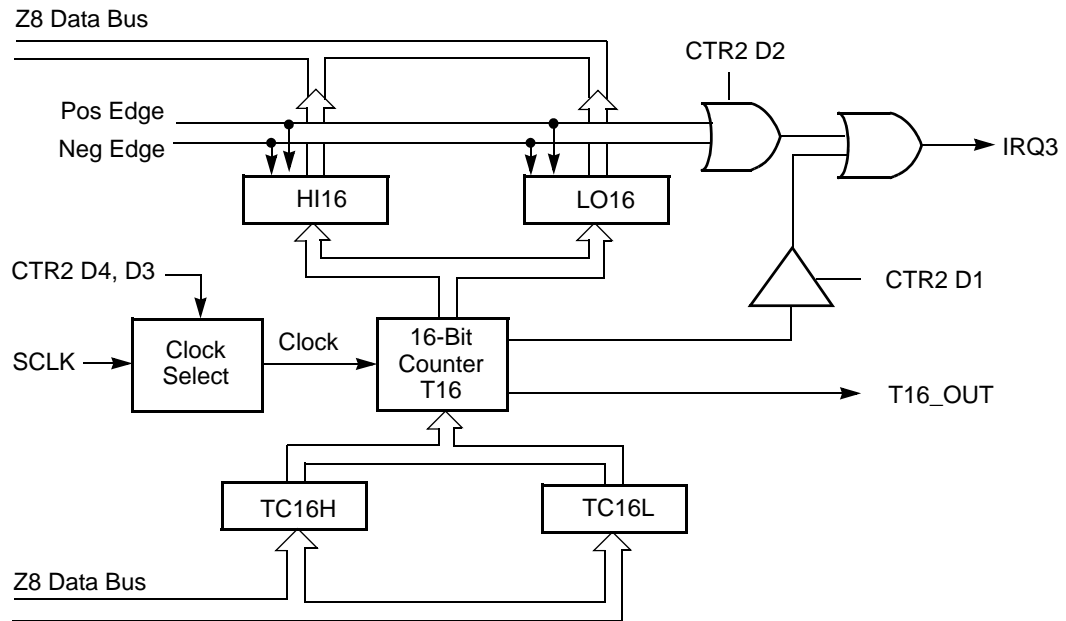 Z8 Data Bus
CTR2 D2
Pos Edge
Neg Edge
IRQ3
HI16
LO16
CTR2 D4, D3
CTR2 D1
SCLK
Clock
Select
Clock
16-Bit
Counter
T16
T16_OUT
TC16H
TC16L
Z8 Data Bus